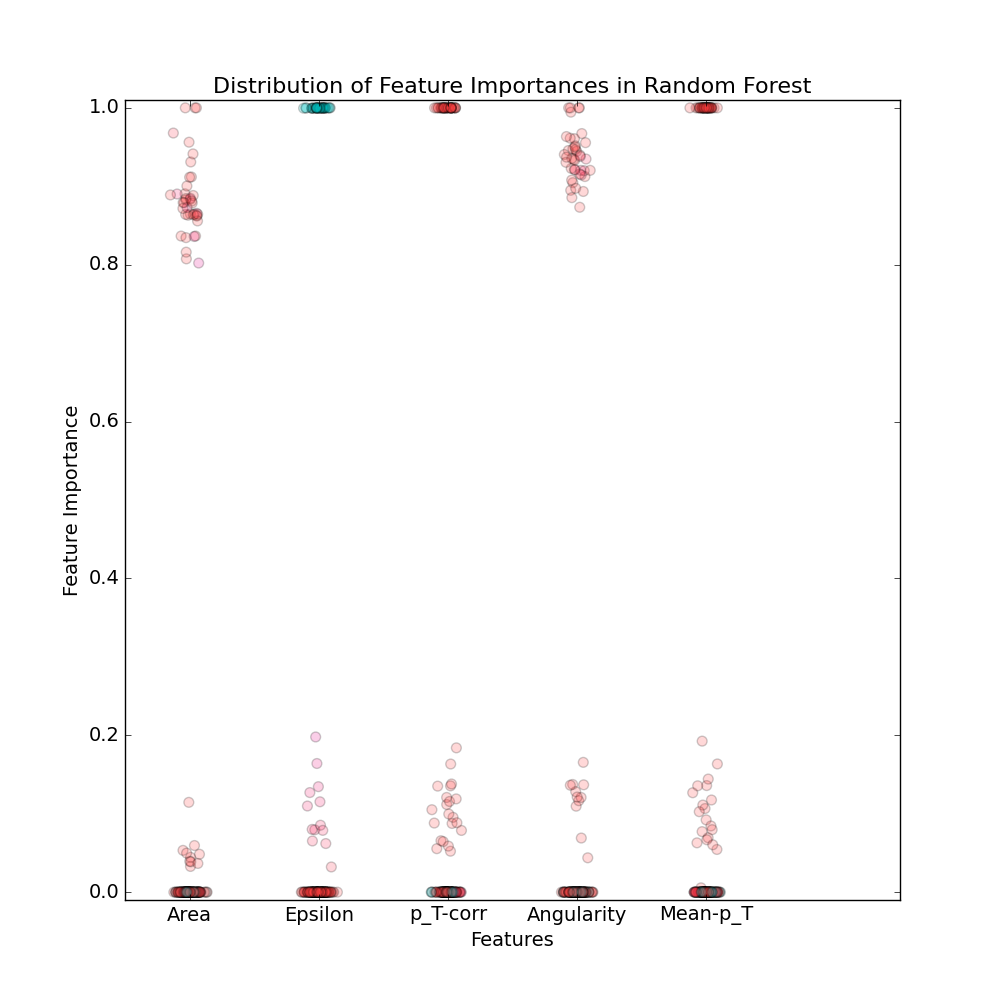 Distribution of Feature Importances in Random Forest
1.0
0.8
0.6
0.4
0.2
0.0
Feature Importance
Area Epsilon p_T-corr Angularity Mean-p_T
Features